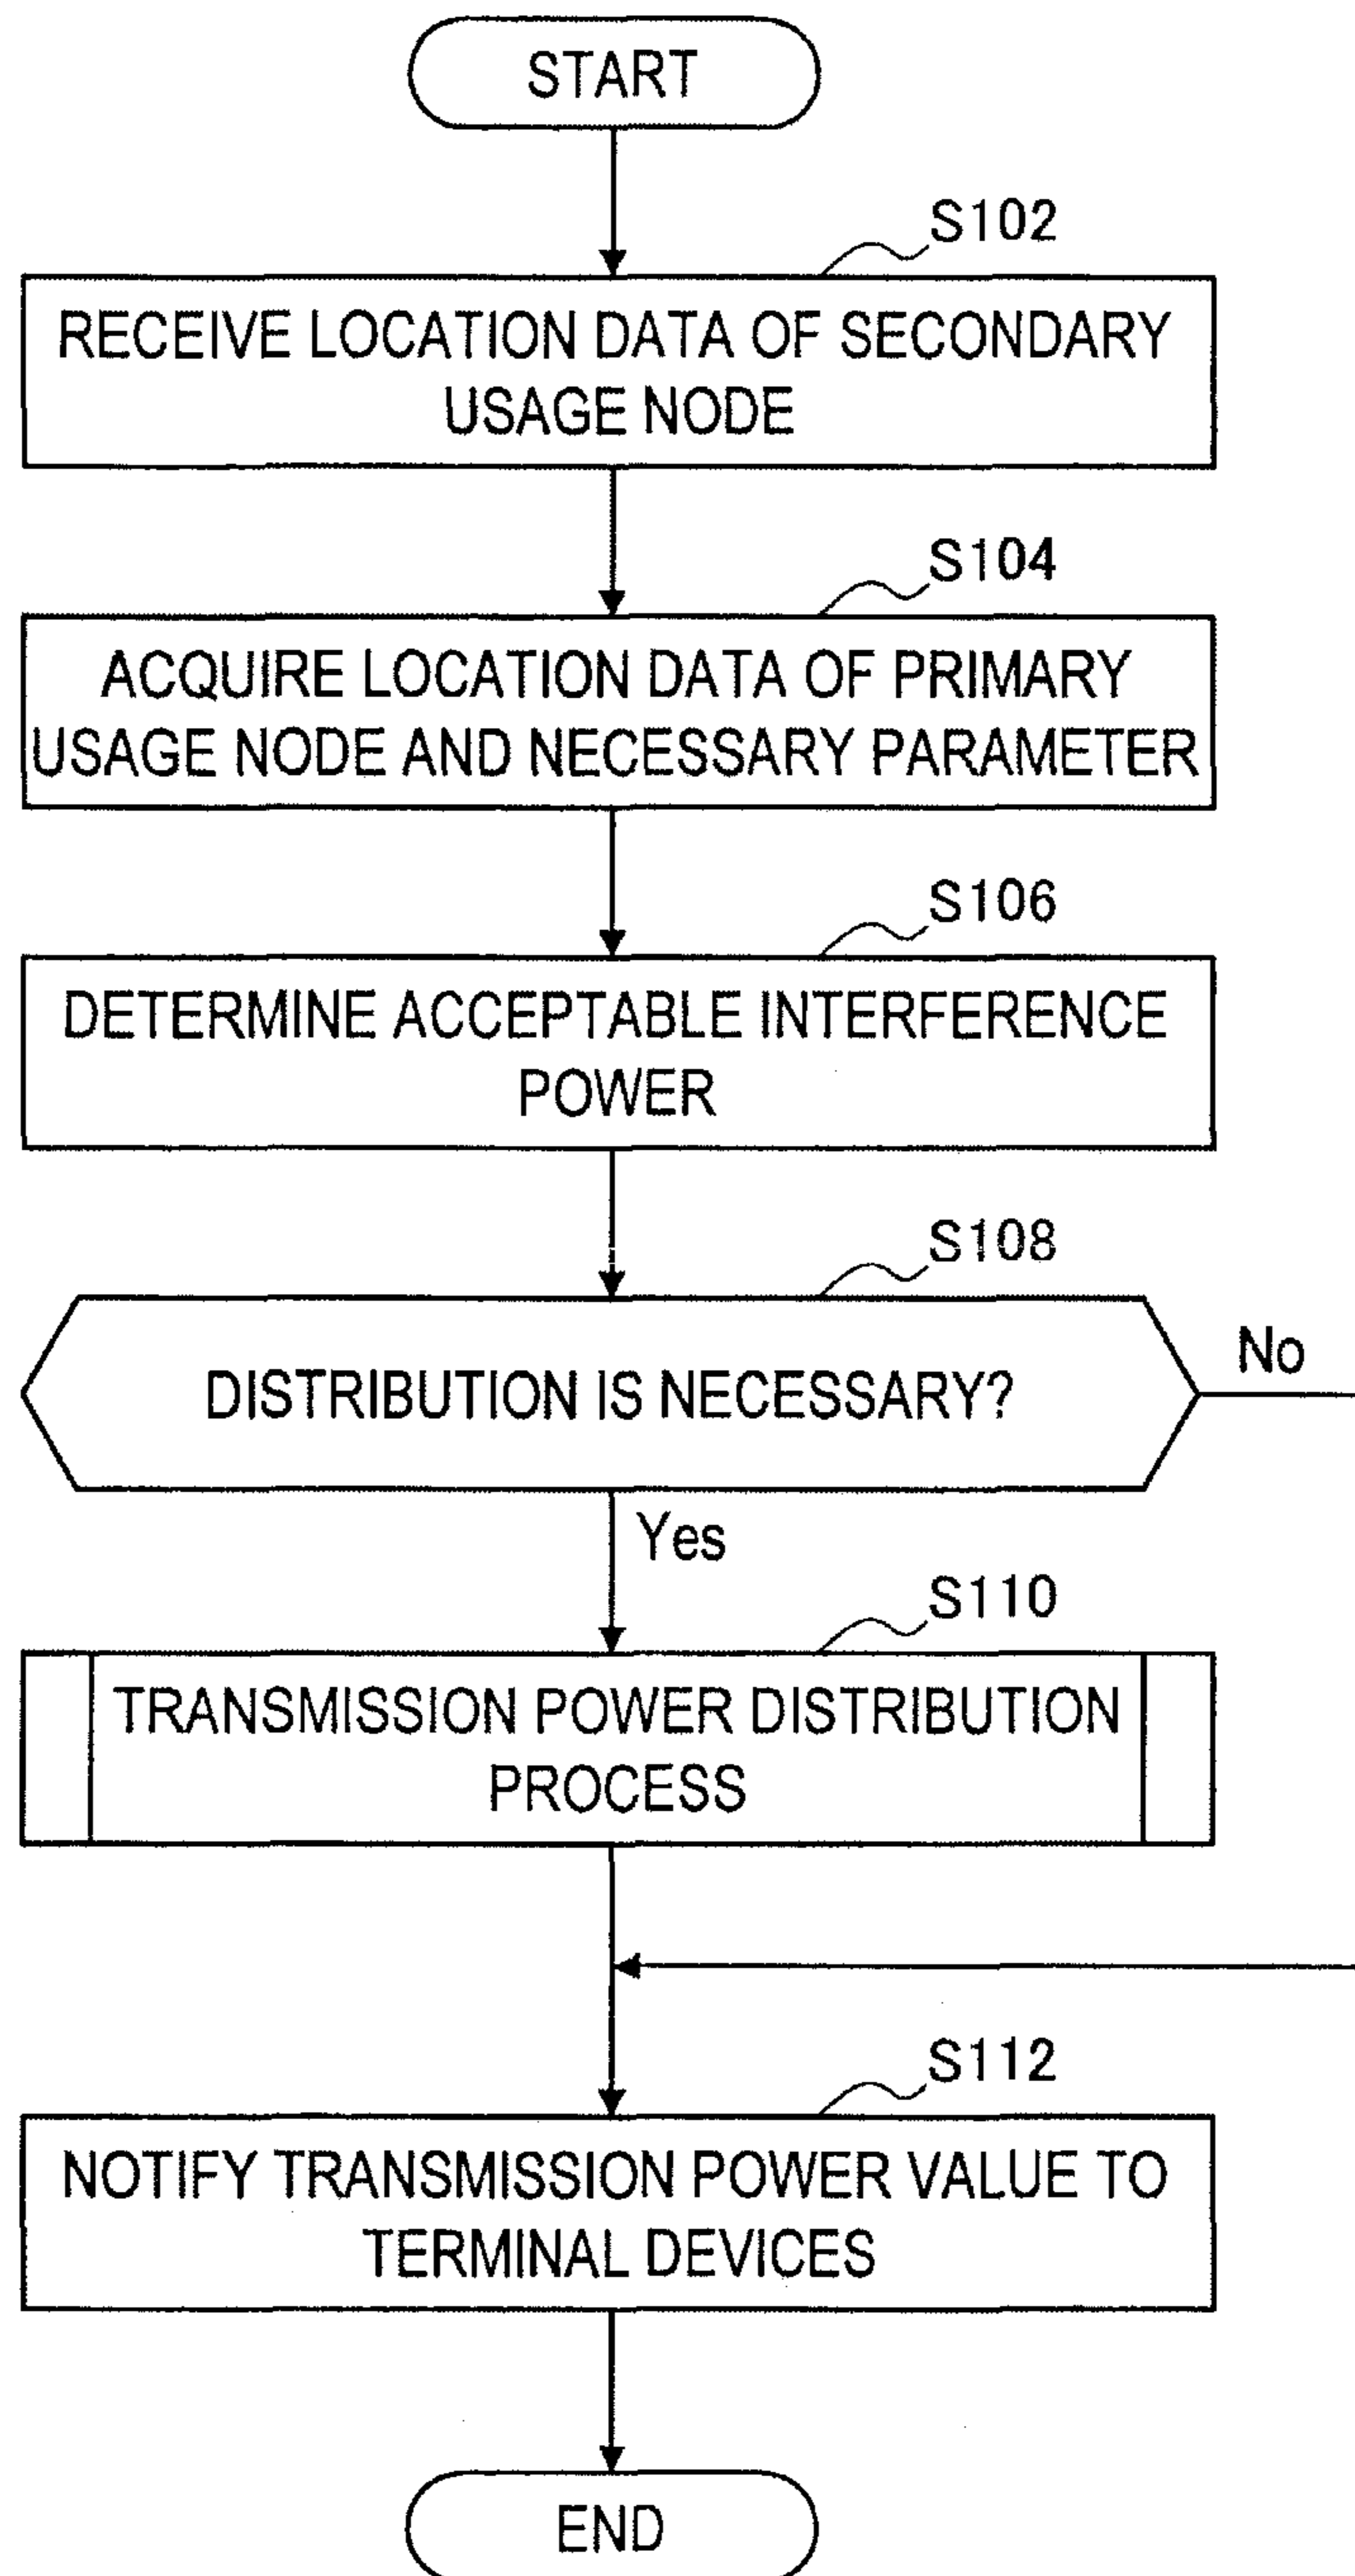 START
S102
RECEIVE LOCATION DATA OF SECONDARY
USAGE NODE
S104
ACQUIRE LOCATION DATA OF PRIMARY
USAGE NODE AND NECESSARY PARAMETER
S106
DETERMINE ACCEPTABLE INTERFERENCE
POWER
S108
DISTRIBUTION IS NECESSARY?
No
Yes
S110
TRANSMISSION POWER DISTRIBUTION
PROCESS
S112
NOTIFY TRANSMISSION POWER VALUE TO
TERMINAL DEVICES
END